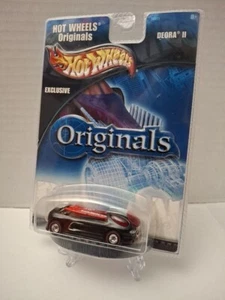 HOT WHEELS®
Originals
DEORA II
HOT WHEELS
EXCLUSIVE
Originals